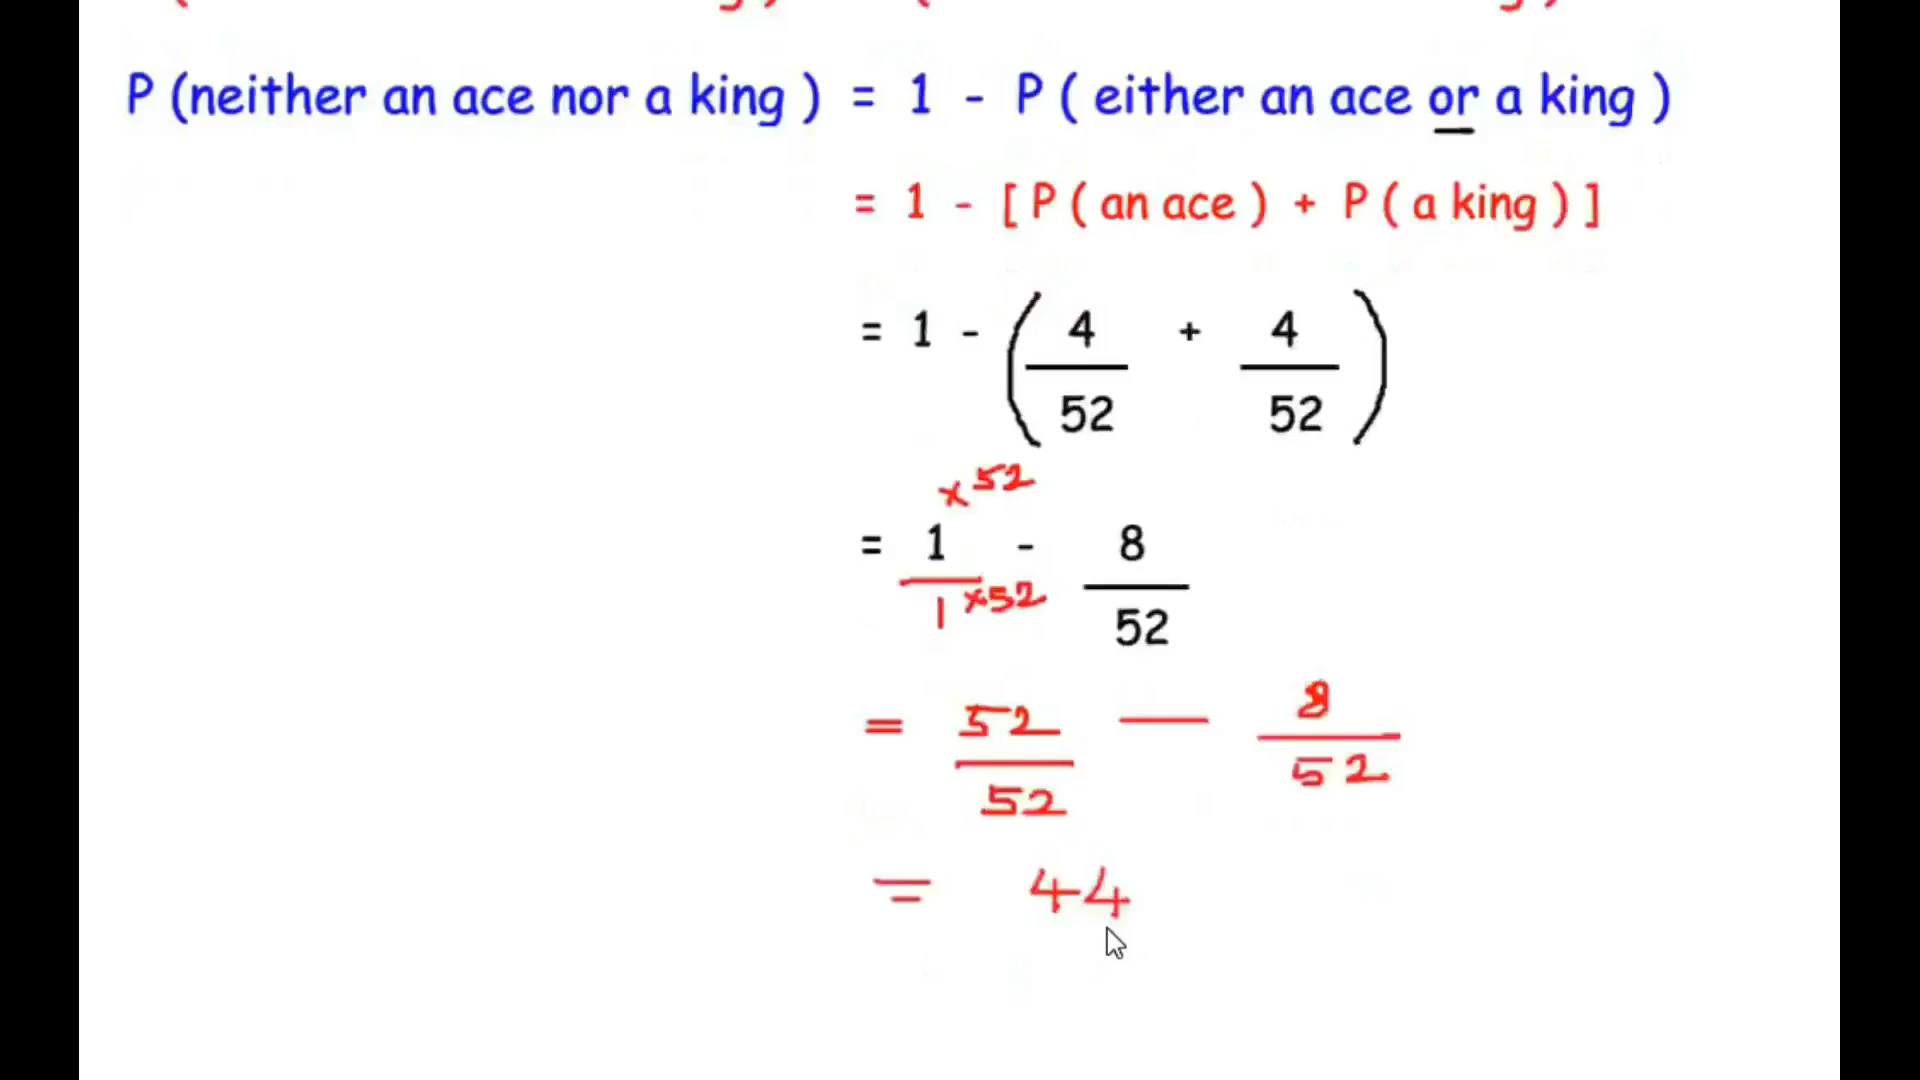 P (neither an ace nor a king ) = 1 - P ( either an ace or a king )
= 1 - [ P ( an ace ) + P ( a king ) ]
= 1 - ( 4/52 + 4/52 )
x 52
= 1 - 8
1 x52 52
= 52/52 — 8/52
= 44